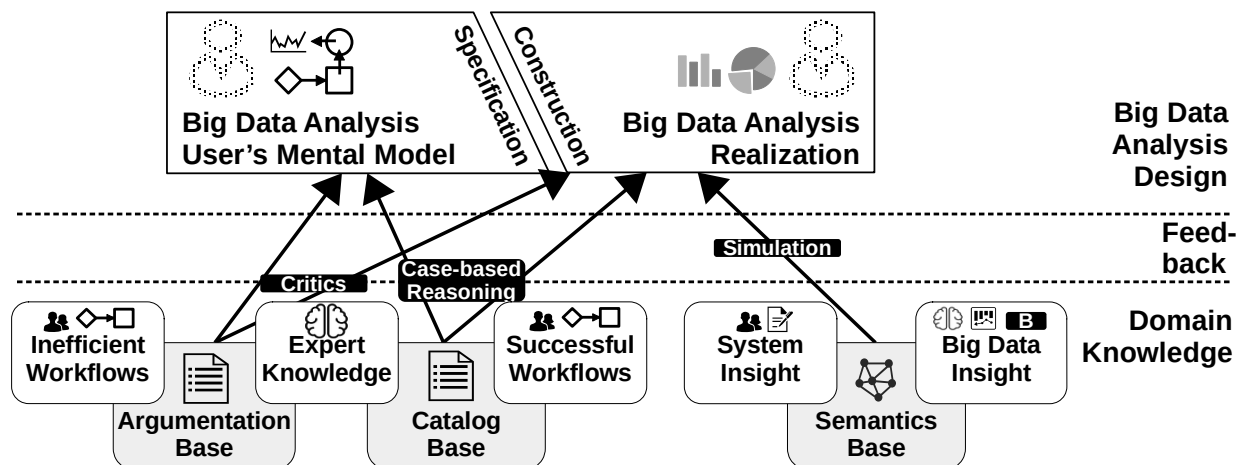 Specification
Construction
Big Data Analysis
User's Mental Model
Big Data Analysis
Realization
Big Data
Analysis
Design
Feed-
back
Simulation
Critics
Case-based
Reasoning
Domain
Knowledge
Inefficient
Workflows
Expert
Knowledge
Successful
Workflows
System
Insight
B
Big Data
Insight
Argumentation
Base
Catalog
Base
Semantics
Base